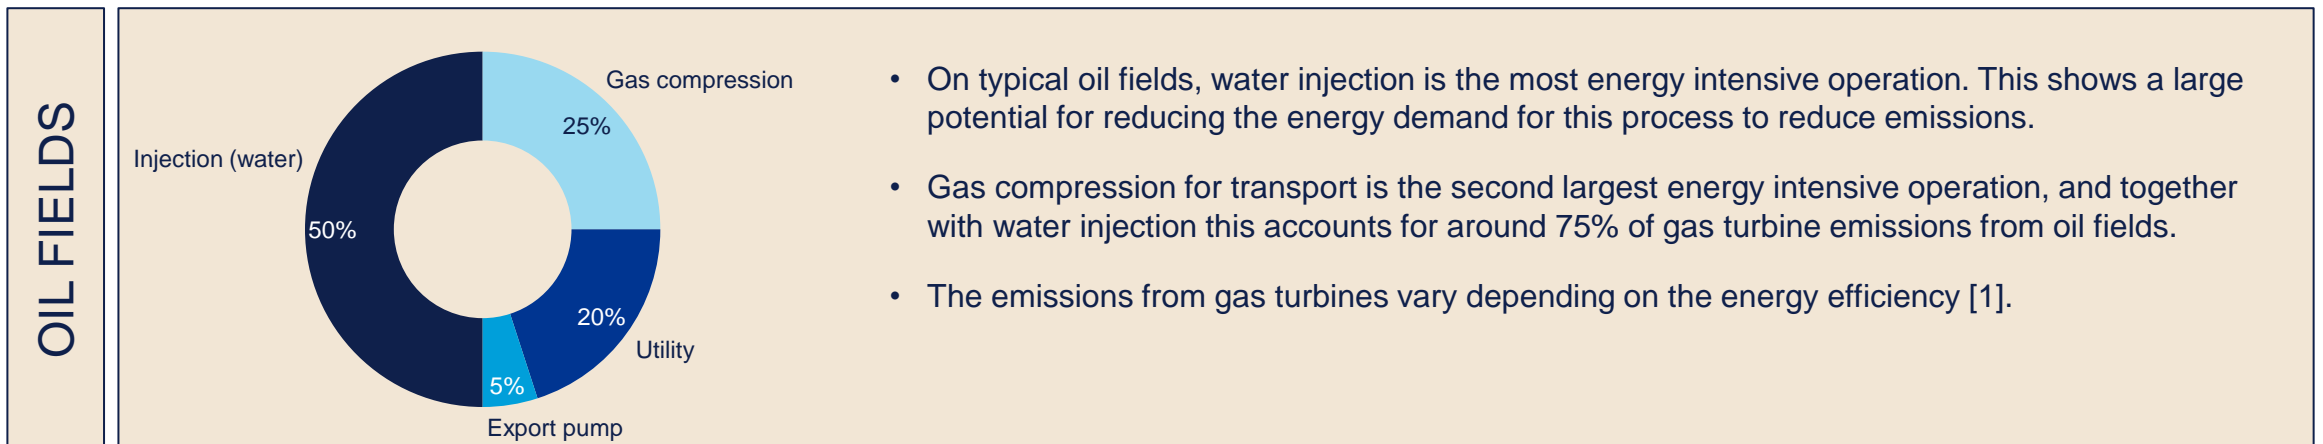 OIL FIELDS
Gas compression
25%
Injection (water)
50%
20%
Utility
5%
Export pump
• On typical oil fields, water injection is the most energy intensive operation. This shows a large
potential for reducing the energy demand for this process to reduce emissions.
• Gas compression for transport is the second largest energy intensive operation, and together
with water injection this accounts for around 75% of gas turbine emissions from oil fields.
• The emissions from gas turbines vary depending on the energy efficiency [1].